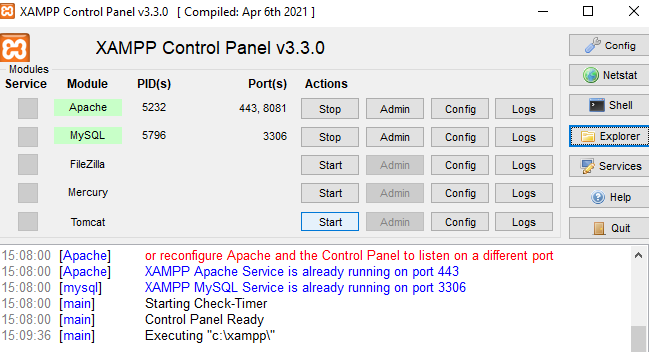 XAMPP Control Panel v3.3.0 [ Compiled: Apr 6th 2021 ]
XAMPP Control Panel v3.3.0
Config
Modules
Service Module PID(s) Port(s) Actions
Netstat
Apache 5232 443, 8081 Stop Admin Config Logs
Shell
MySQL 5796 3306 Stop Admin Config Logs
Explorer
FileZilla Start Admin Config Logs
Services
Mercury Start Admin Config Logs
Help
Tomcat Start Admin Config Logs
Quit
15:08:00 [Apache] or reconfigure Apache and the Control Panel to listen on a different port
15:08:00 [Apache] XAMPP Apache Service is already running on port 443
15:08:00 [mysql] XAMPP MySQL Service is already running on port 3306
15:08:00 [main] Starting Check-Timer
15:08:00 [main] Control Panel Ready
15:09:36 [main] Executing "c:\xampp\"